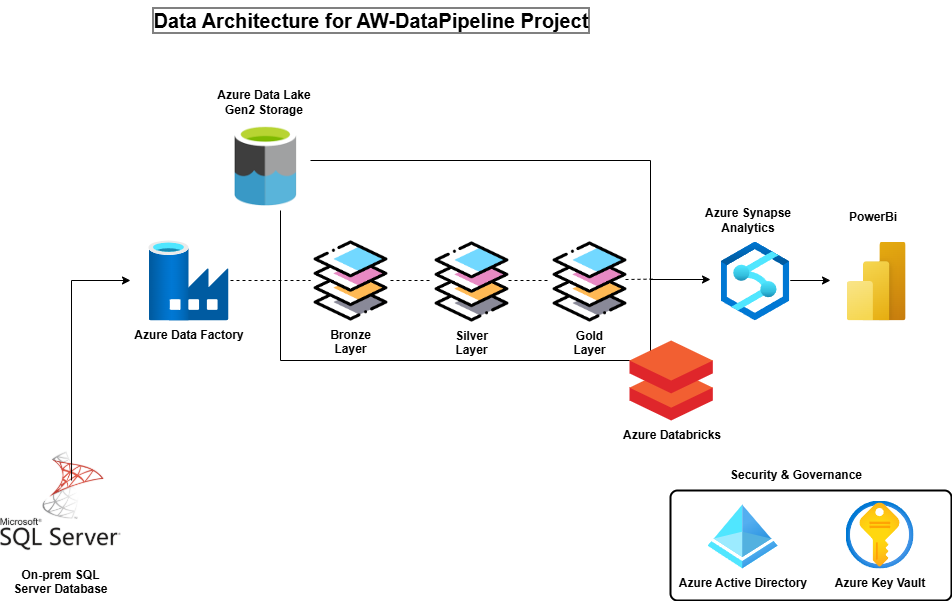 Data Architecture for AW-DataPipeline Project
Azure Data Lake
Gen2 Storage
Azure Synapse
Analytics
PowerBi
Azure Data Factory
Bronze
Layer
Silver
Layer
Gold
Layer
Azure Databricks
Security & Governance
Microsoft®
SQL Server
On-prem SQL
Server Database
Azure Active Directory
Azure Key Vault